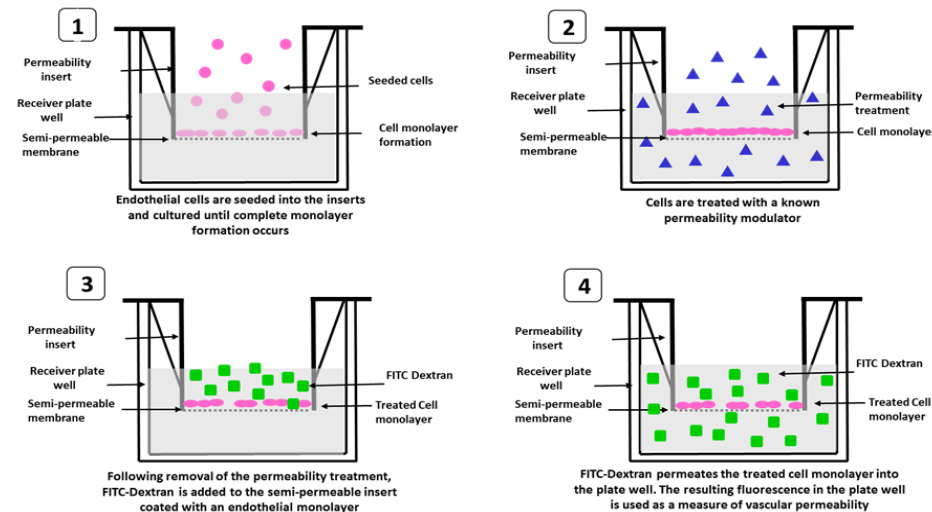 1
Permeability
insert
Receiver plate
well
Semi-permeable
membrane
Seeded cells
Cell monolayer
formation
Endothelial cells are seeded into the inserts
and cultured until complete monolayer
formation occurs
2
Permeability
insert
Receiver plate
well
Semi-permeable
membrane
Permeability
treatment
Cell monolayer
Cells are treated with a known
permeability modulator
3
Permeability
insert
Receiver plate
well
Semi-permeable
membrane
FITC Dextran
Treated Cell
monolayer
Following removal of the permeability treatment,
FITC-Dextran is added to the semi-permeable insert
coated with an endothelial monolayer
4
Permeability
insert
Receiver plate
well
Semi-permeable
membrane
FITC Dextran
Treated Cell
monolayer
FITC-Dextran permeates the treated cell monolayer into
the plate well. The resulting fluorescence in the plate well
is used as a measure of vascular permeability